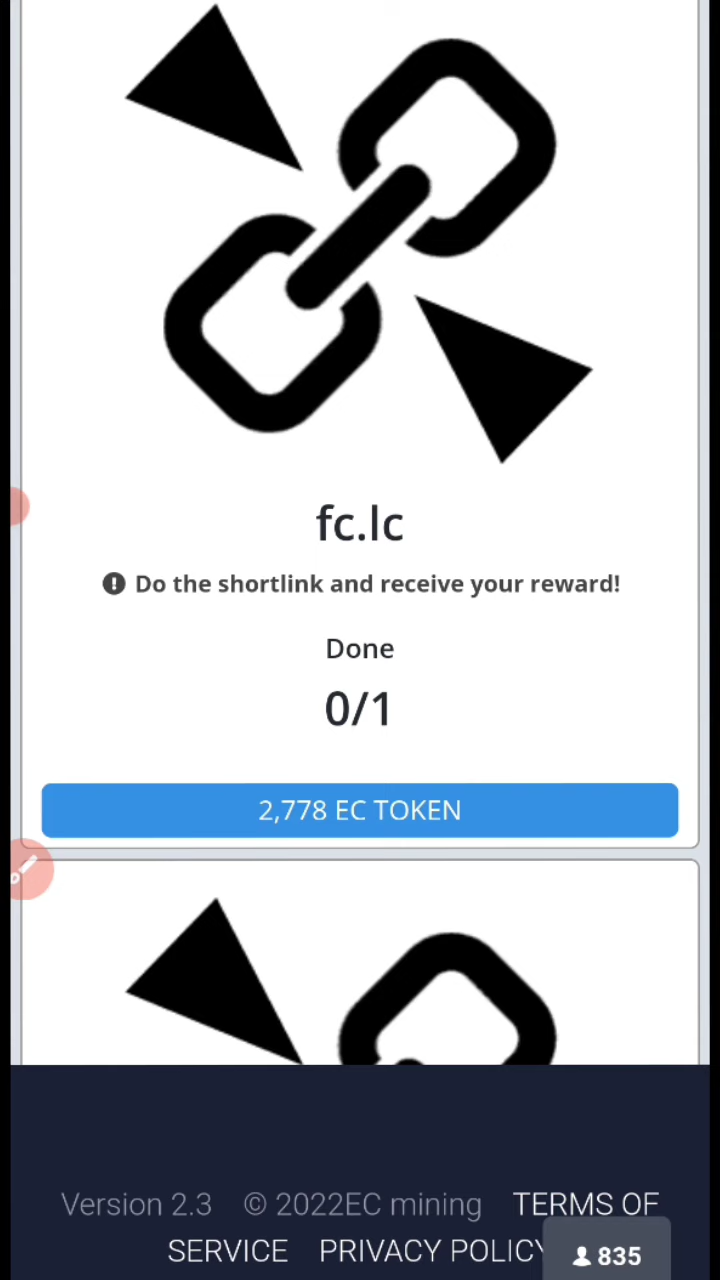 fc.lc
Do the shortlink and receive your reward!
Done
0/1
2,778 EC TOKEN
Version 2.3 © 2022EC mining TERMS OF
SERVICE PRIVACY POLICY
835